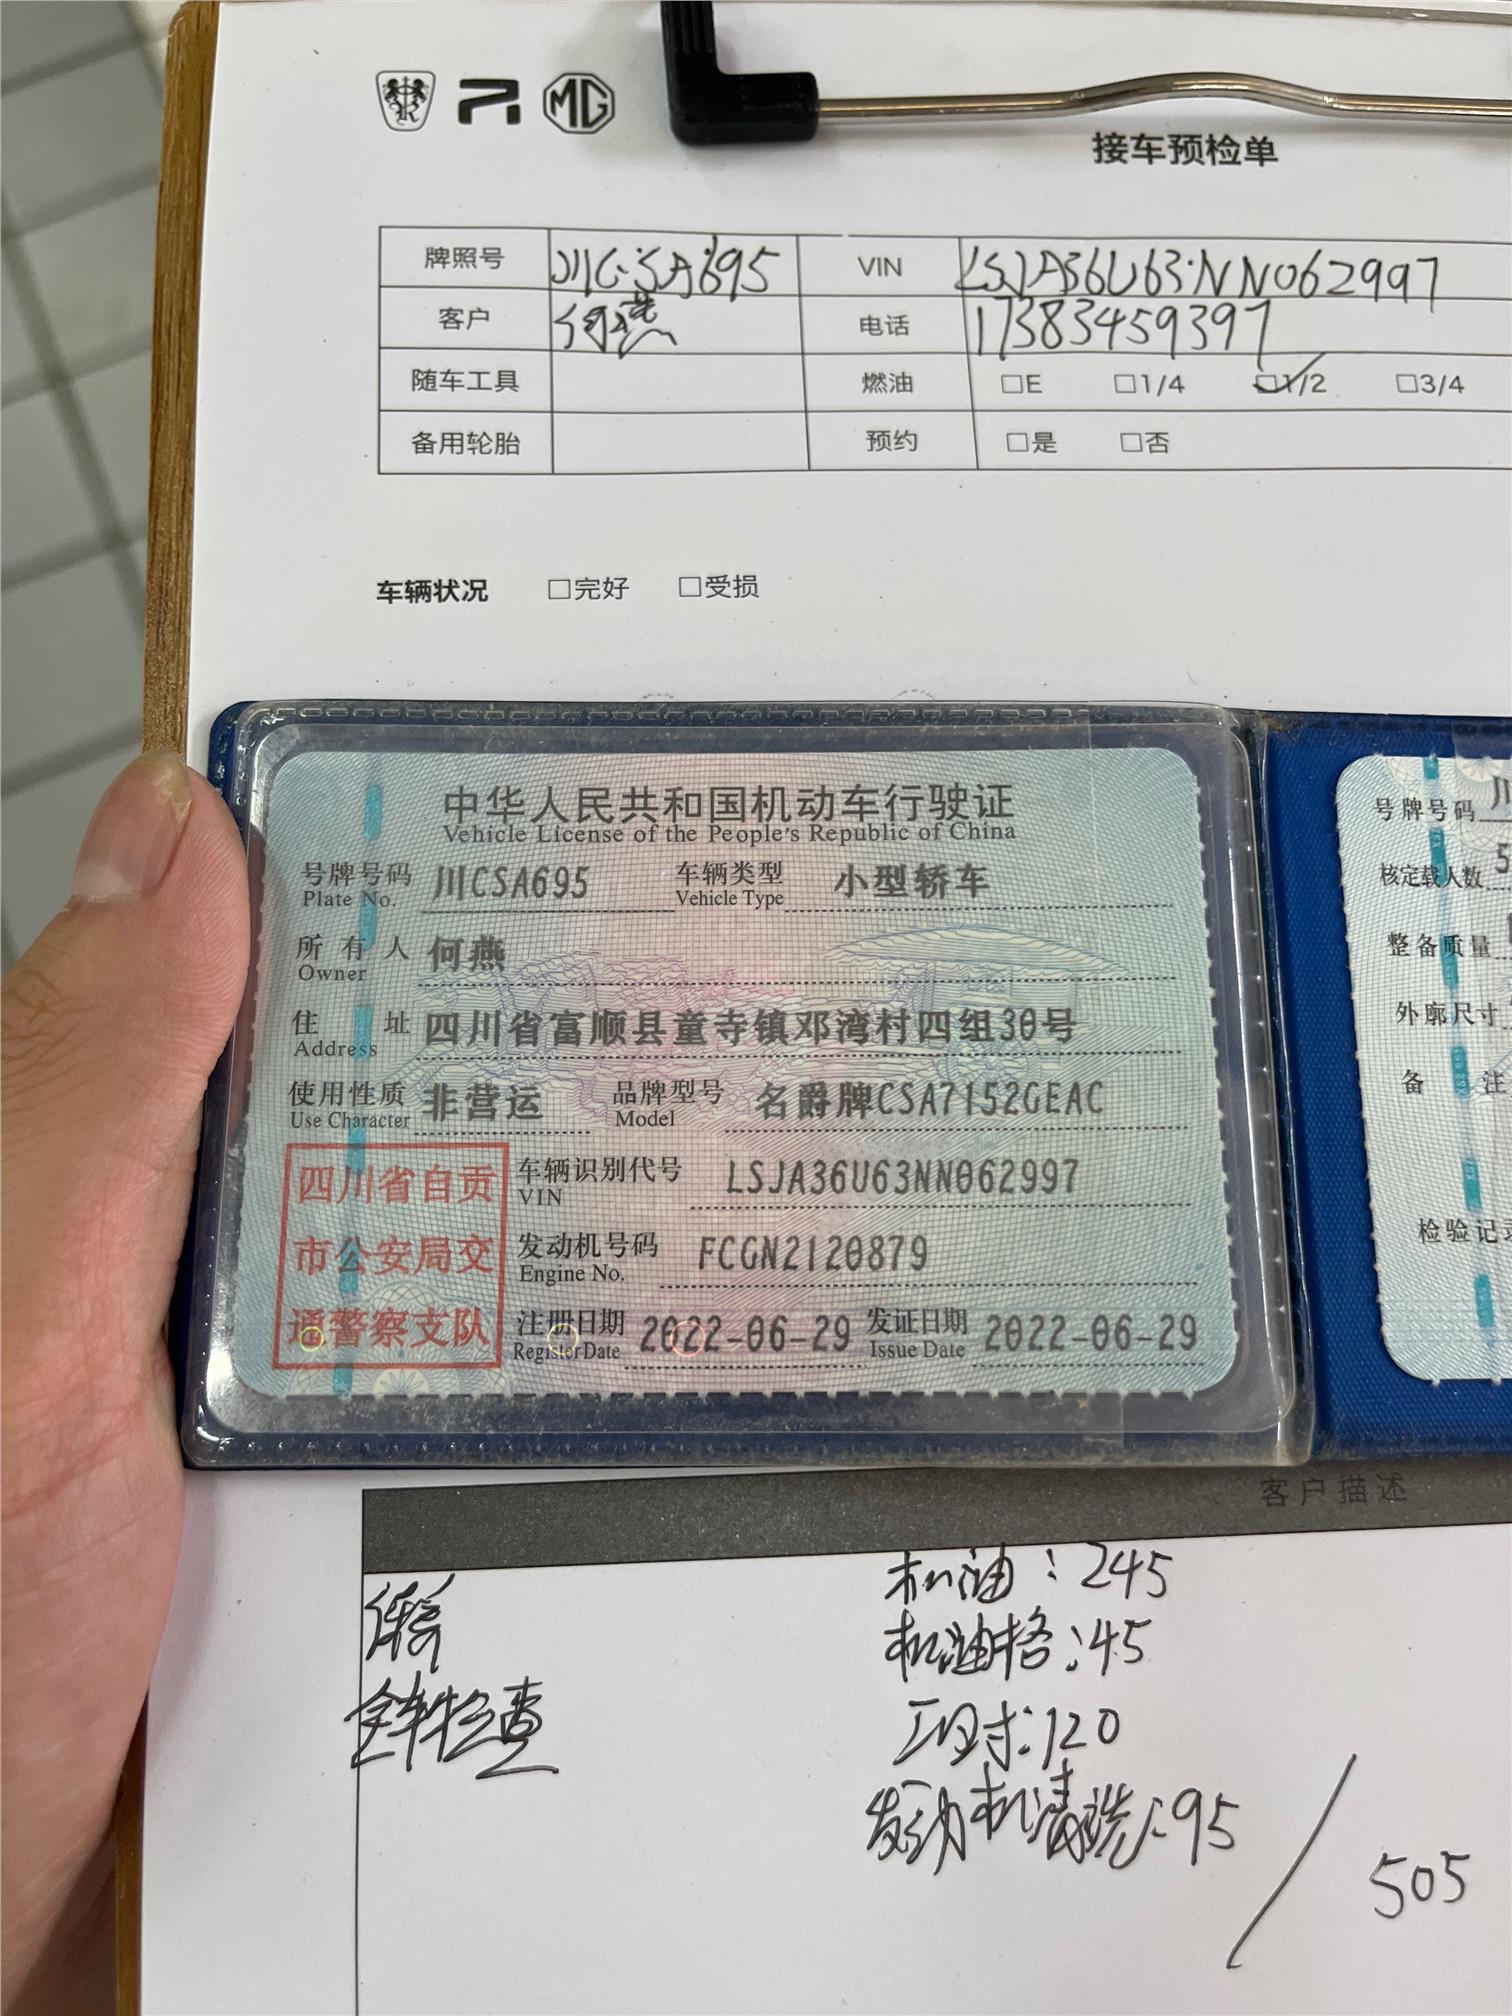 MG
接车预检单
牌照号 川C·SA695 VIN LSJA36U63NN062997
客户 何燕 电话 17383459397
随车工具 燃油 □E □1/4 □1/2 □3/4
备用轮胎 预约 □是 □否
车辆状况 □完好 □受损
中华人民共和国机动车行驶证
Vehicle License of the People's Republic of China
号牌号码 川CSA695 车辆类型 小型轿车
Plate No. Vehicle Type
所有人 何燕
Owner
住址 四川省富顺县童寺镇邓湾村四组30号
Address
使用性质 非营运 品牌型号 名爵牌CSA7152GEAC
Use Character Model
四川省自贡
市公安局交
通警察支队
车辆识别代号 LSJA36U63NN062997
VIN
发动机号码 FCGN2120879
Engine No.
注册日期 2022-06-29 发证日期 2022-06-29
Register Date Issue Date
号牌号码 川
核定载人数 5
整备质量
外廓尺寸
备注
检验记录
客户描述
保养
全车检查
机油:245
机油格:45
工时:120
发动机清洗:95
505